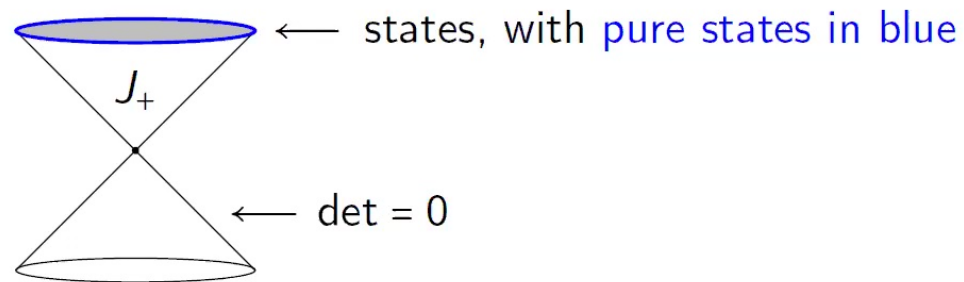 states, with pure states in blue
J₊
det = 0